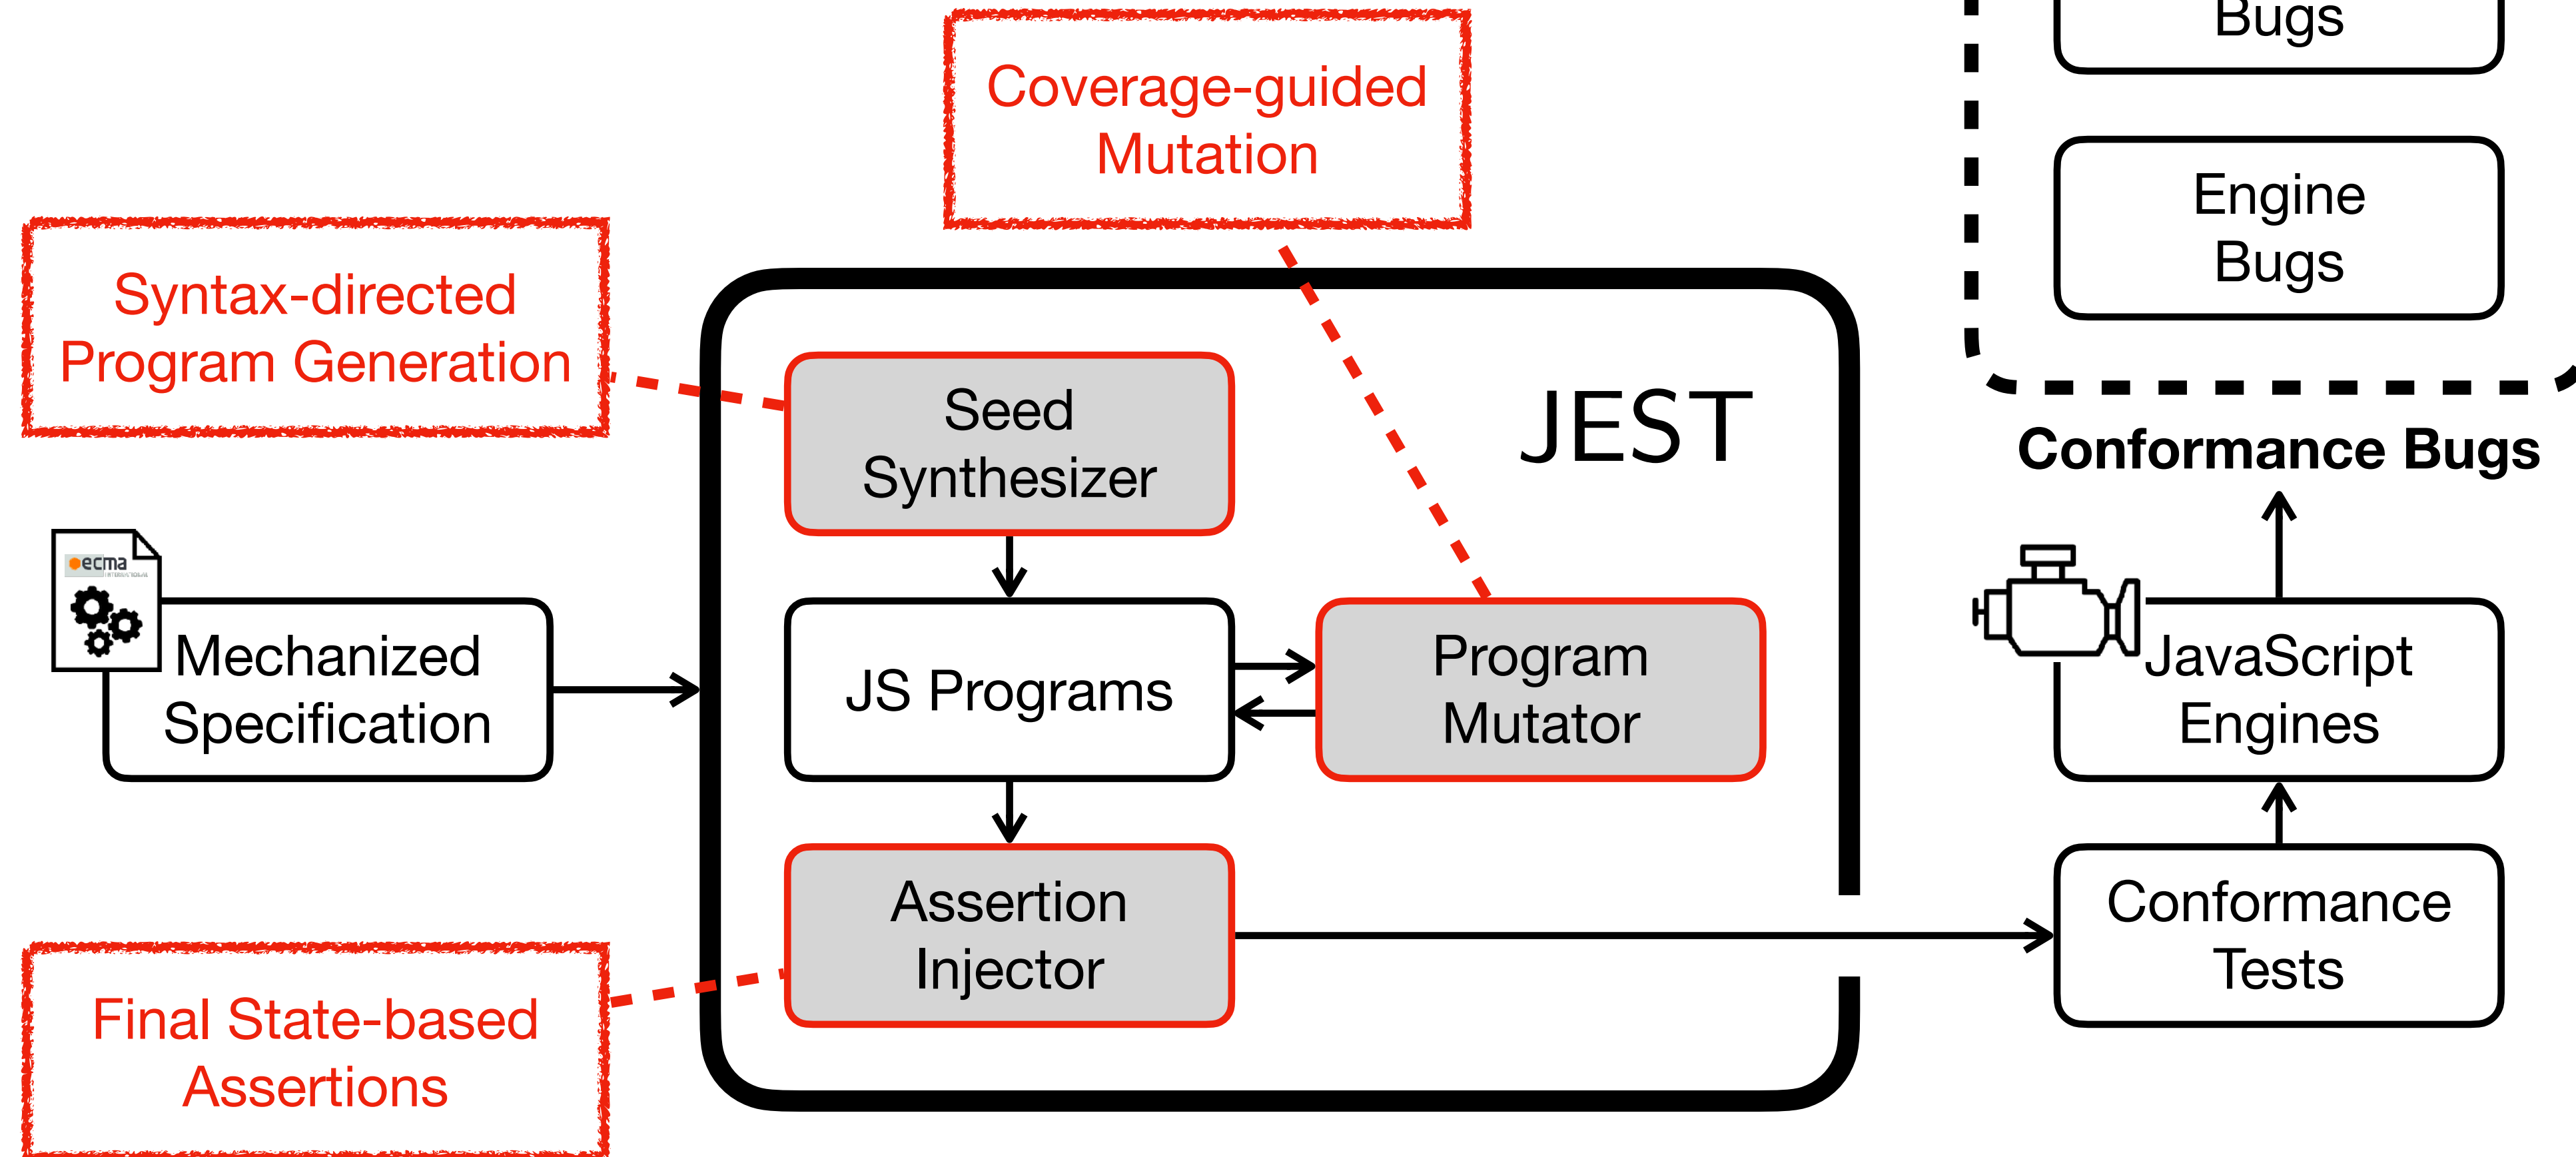 Bugs
Engine
Bugs
Conformance Bugs
Coverage-guided
Mutation
Syntax-directed
Program Generation
JEST
Seed
Synthesizer
ecma
Mechanized
Specification
JS Programs
Program
Mutator
JavaScript
Engines
Assertion
Injector
Conformance
Tests
Final State-based
Assertions